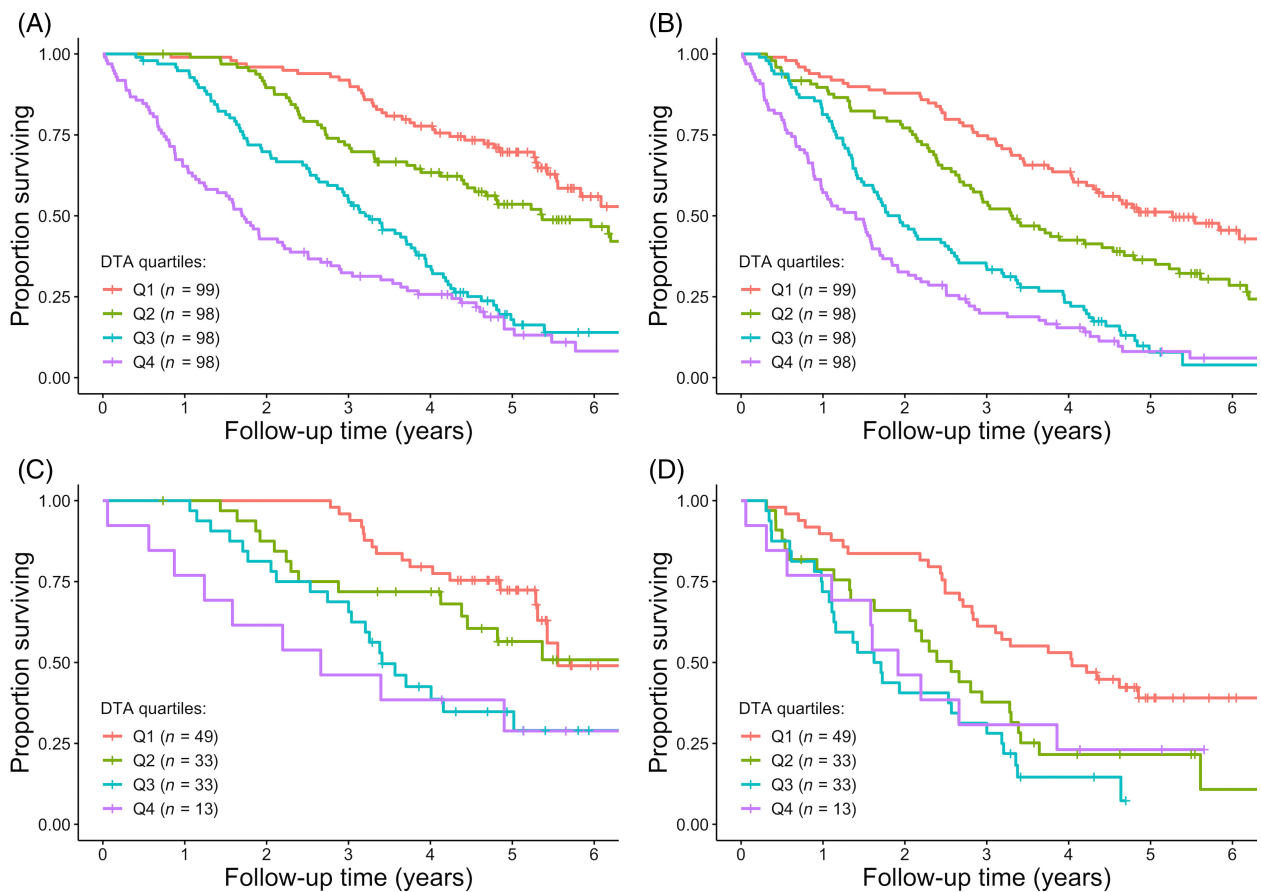 (A)
Proportion surviving
1.00
0.75
0.50
0.25
0.00
DTA quartiles:
Q1 (n = 99)
Q2 (n = 98)
Q3 (n = 98)
Q4 (n = 98)
0 1 2 3 4 5 6
Follow-up time (years)
(B)
Proportion surviving
1.00
0.75
0.50
0.25
0.00
DTA quartiles:
Q1 (n = 99)
Q2 (n = 98)
Q3 (n = 98)
Q4 (n = 98)
0 1 2 3 4 5 6
Follow-up time (years)
(C)
Proportion surviving
1.00
0.75
0.50
0.25
0.00
DTA quartiles:
Q1 (n = 49)
Q2 (n = 33)
Q3 (n = 33)
Q4 (n = 13)
0 1 2 3 4 5 6
Follow-up time (years)
(D)
Proportion surviving
1.00
0.75
0.50
0.25
0.00
DTA quartiles:
Q1 (n = 49)
Q2 (n = 33)
Q3 (n = 33)
Q4 (n = 13)
0 1 2 3 4 5 6
Follow-up time (years)